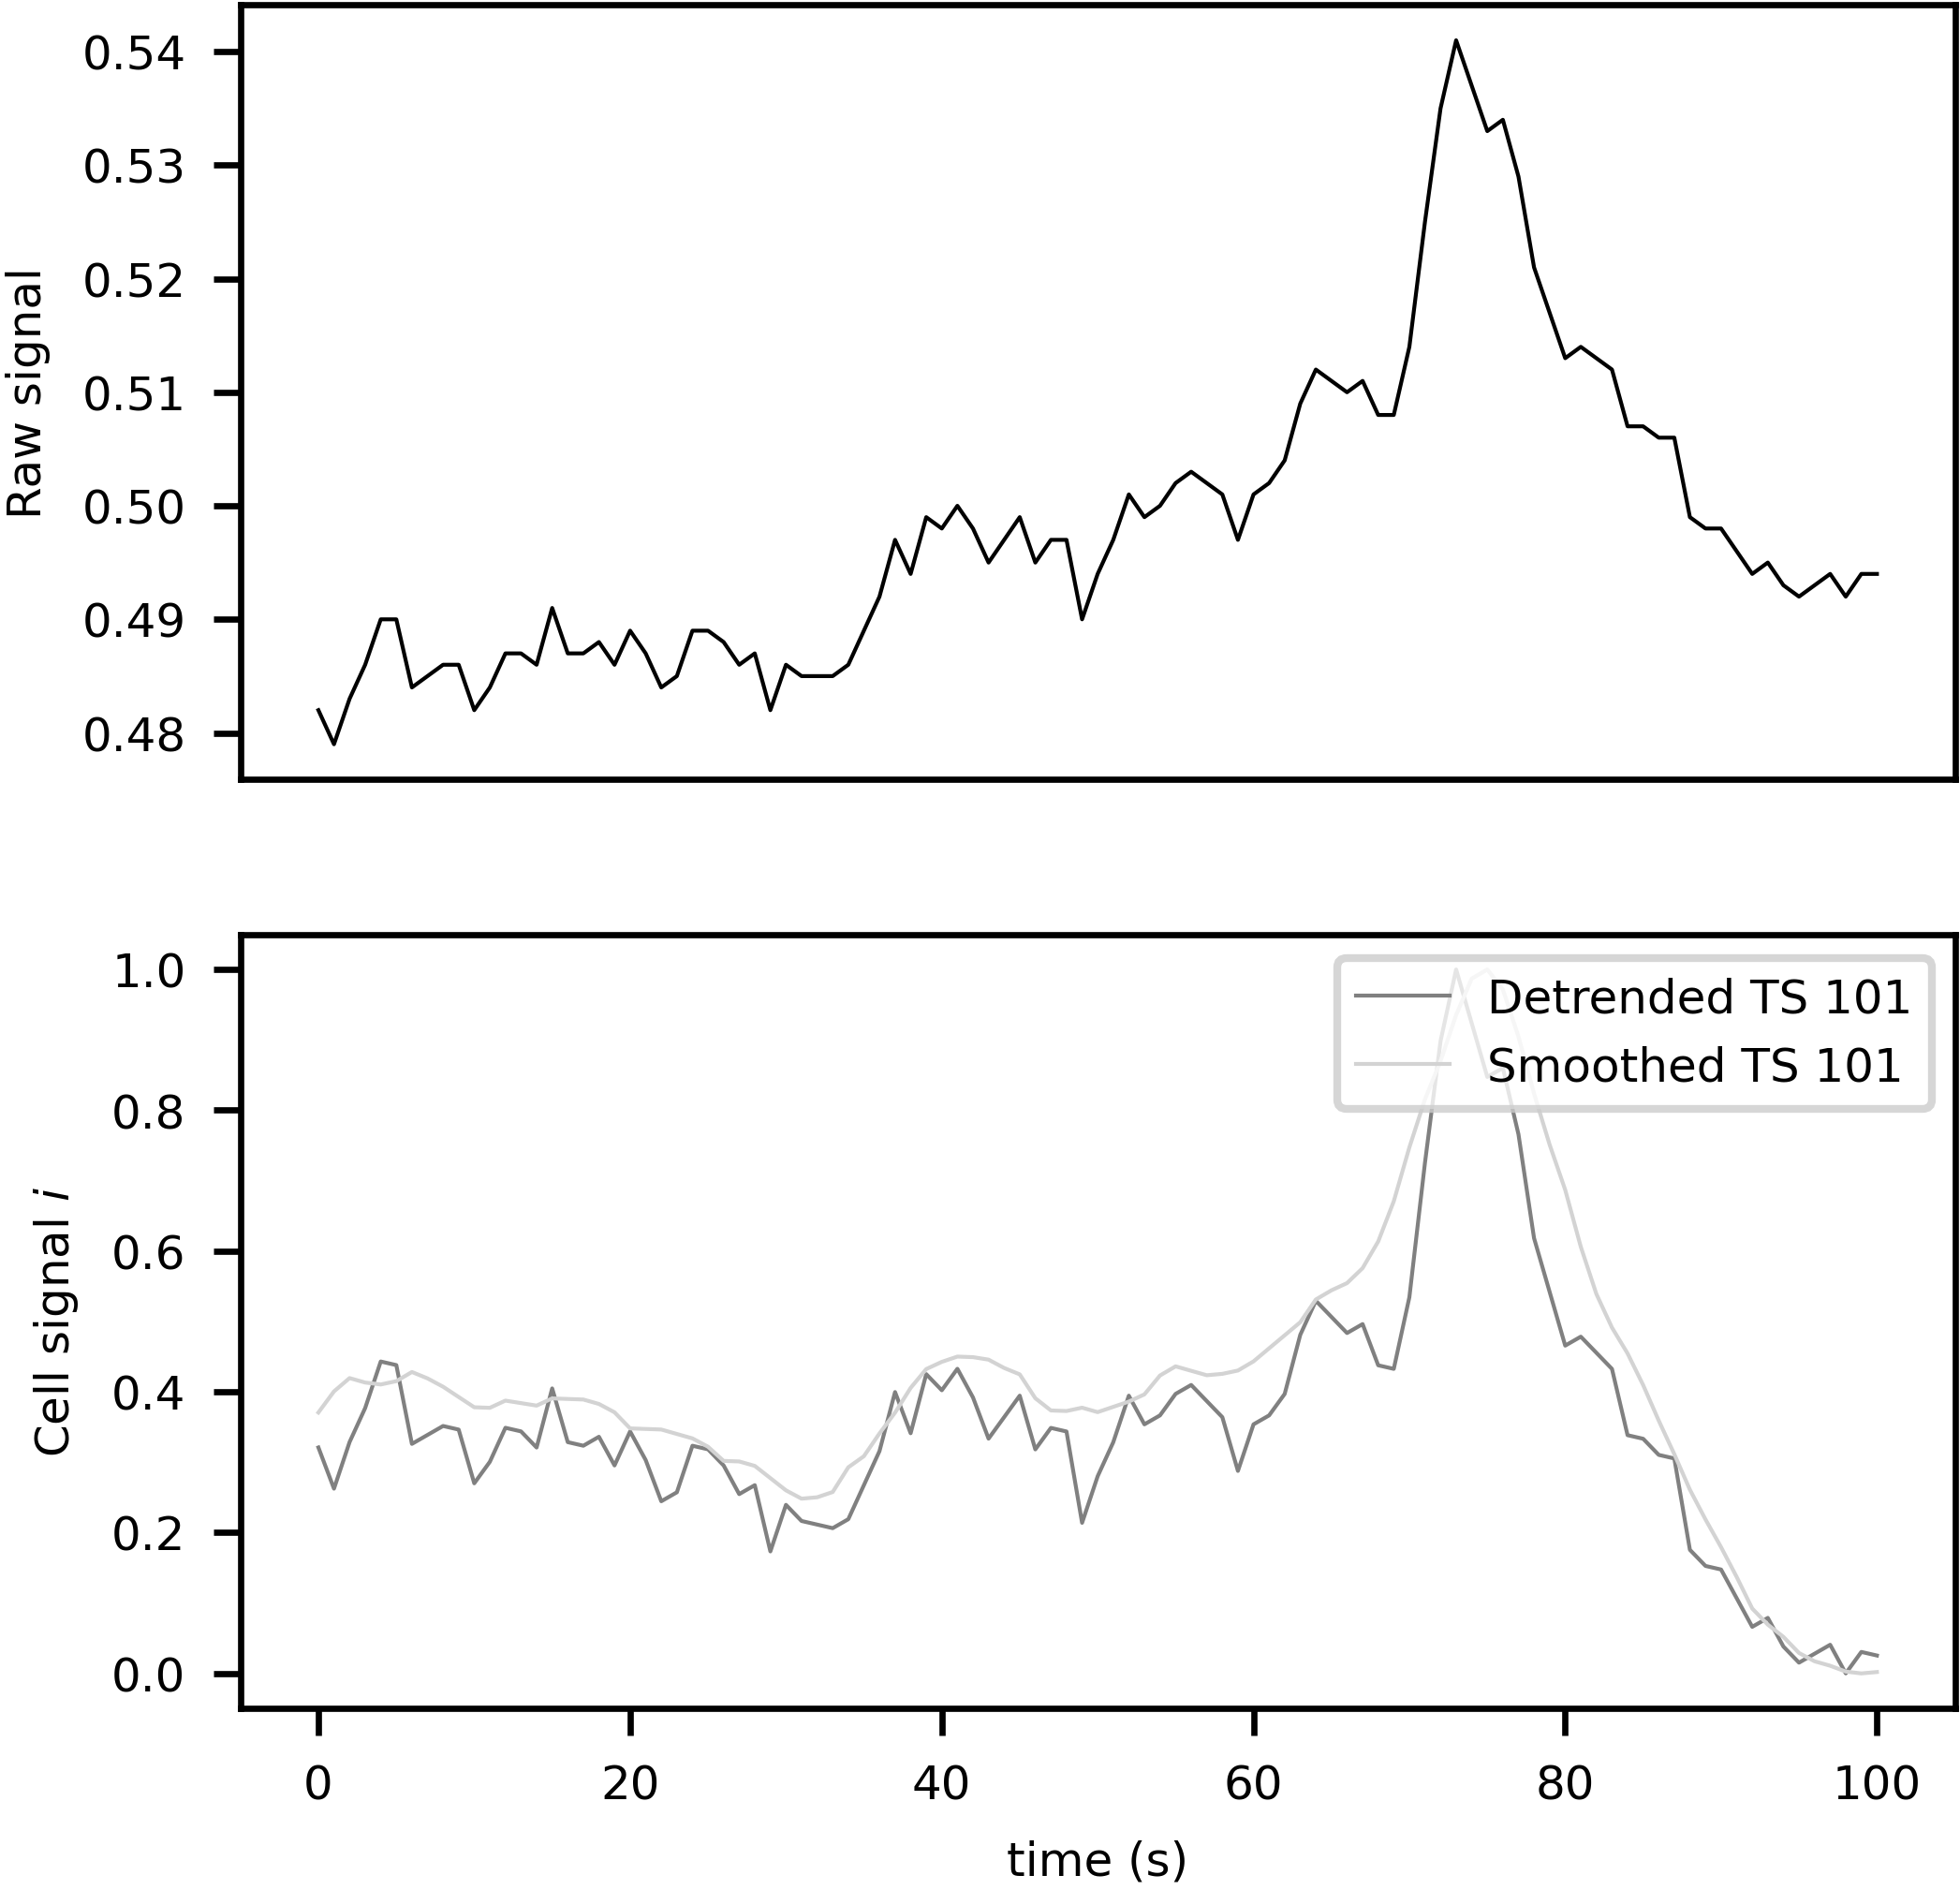 Raw signal
0.54
0.53
0.52
0.51
0.50
0.49
0.48
Cell signal i
1.0
0.8
0.6
0.4
0.2
0.0
Detrended TS 101
Smoothed TS 101
0 20 40 60 80 100
time (s)